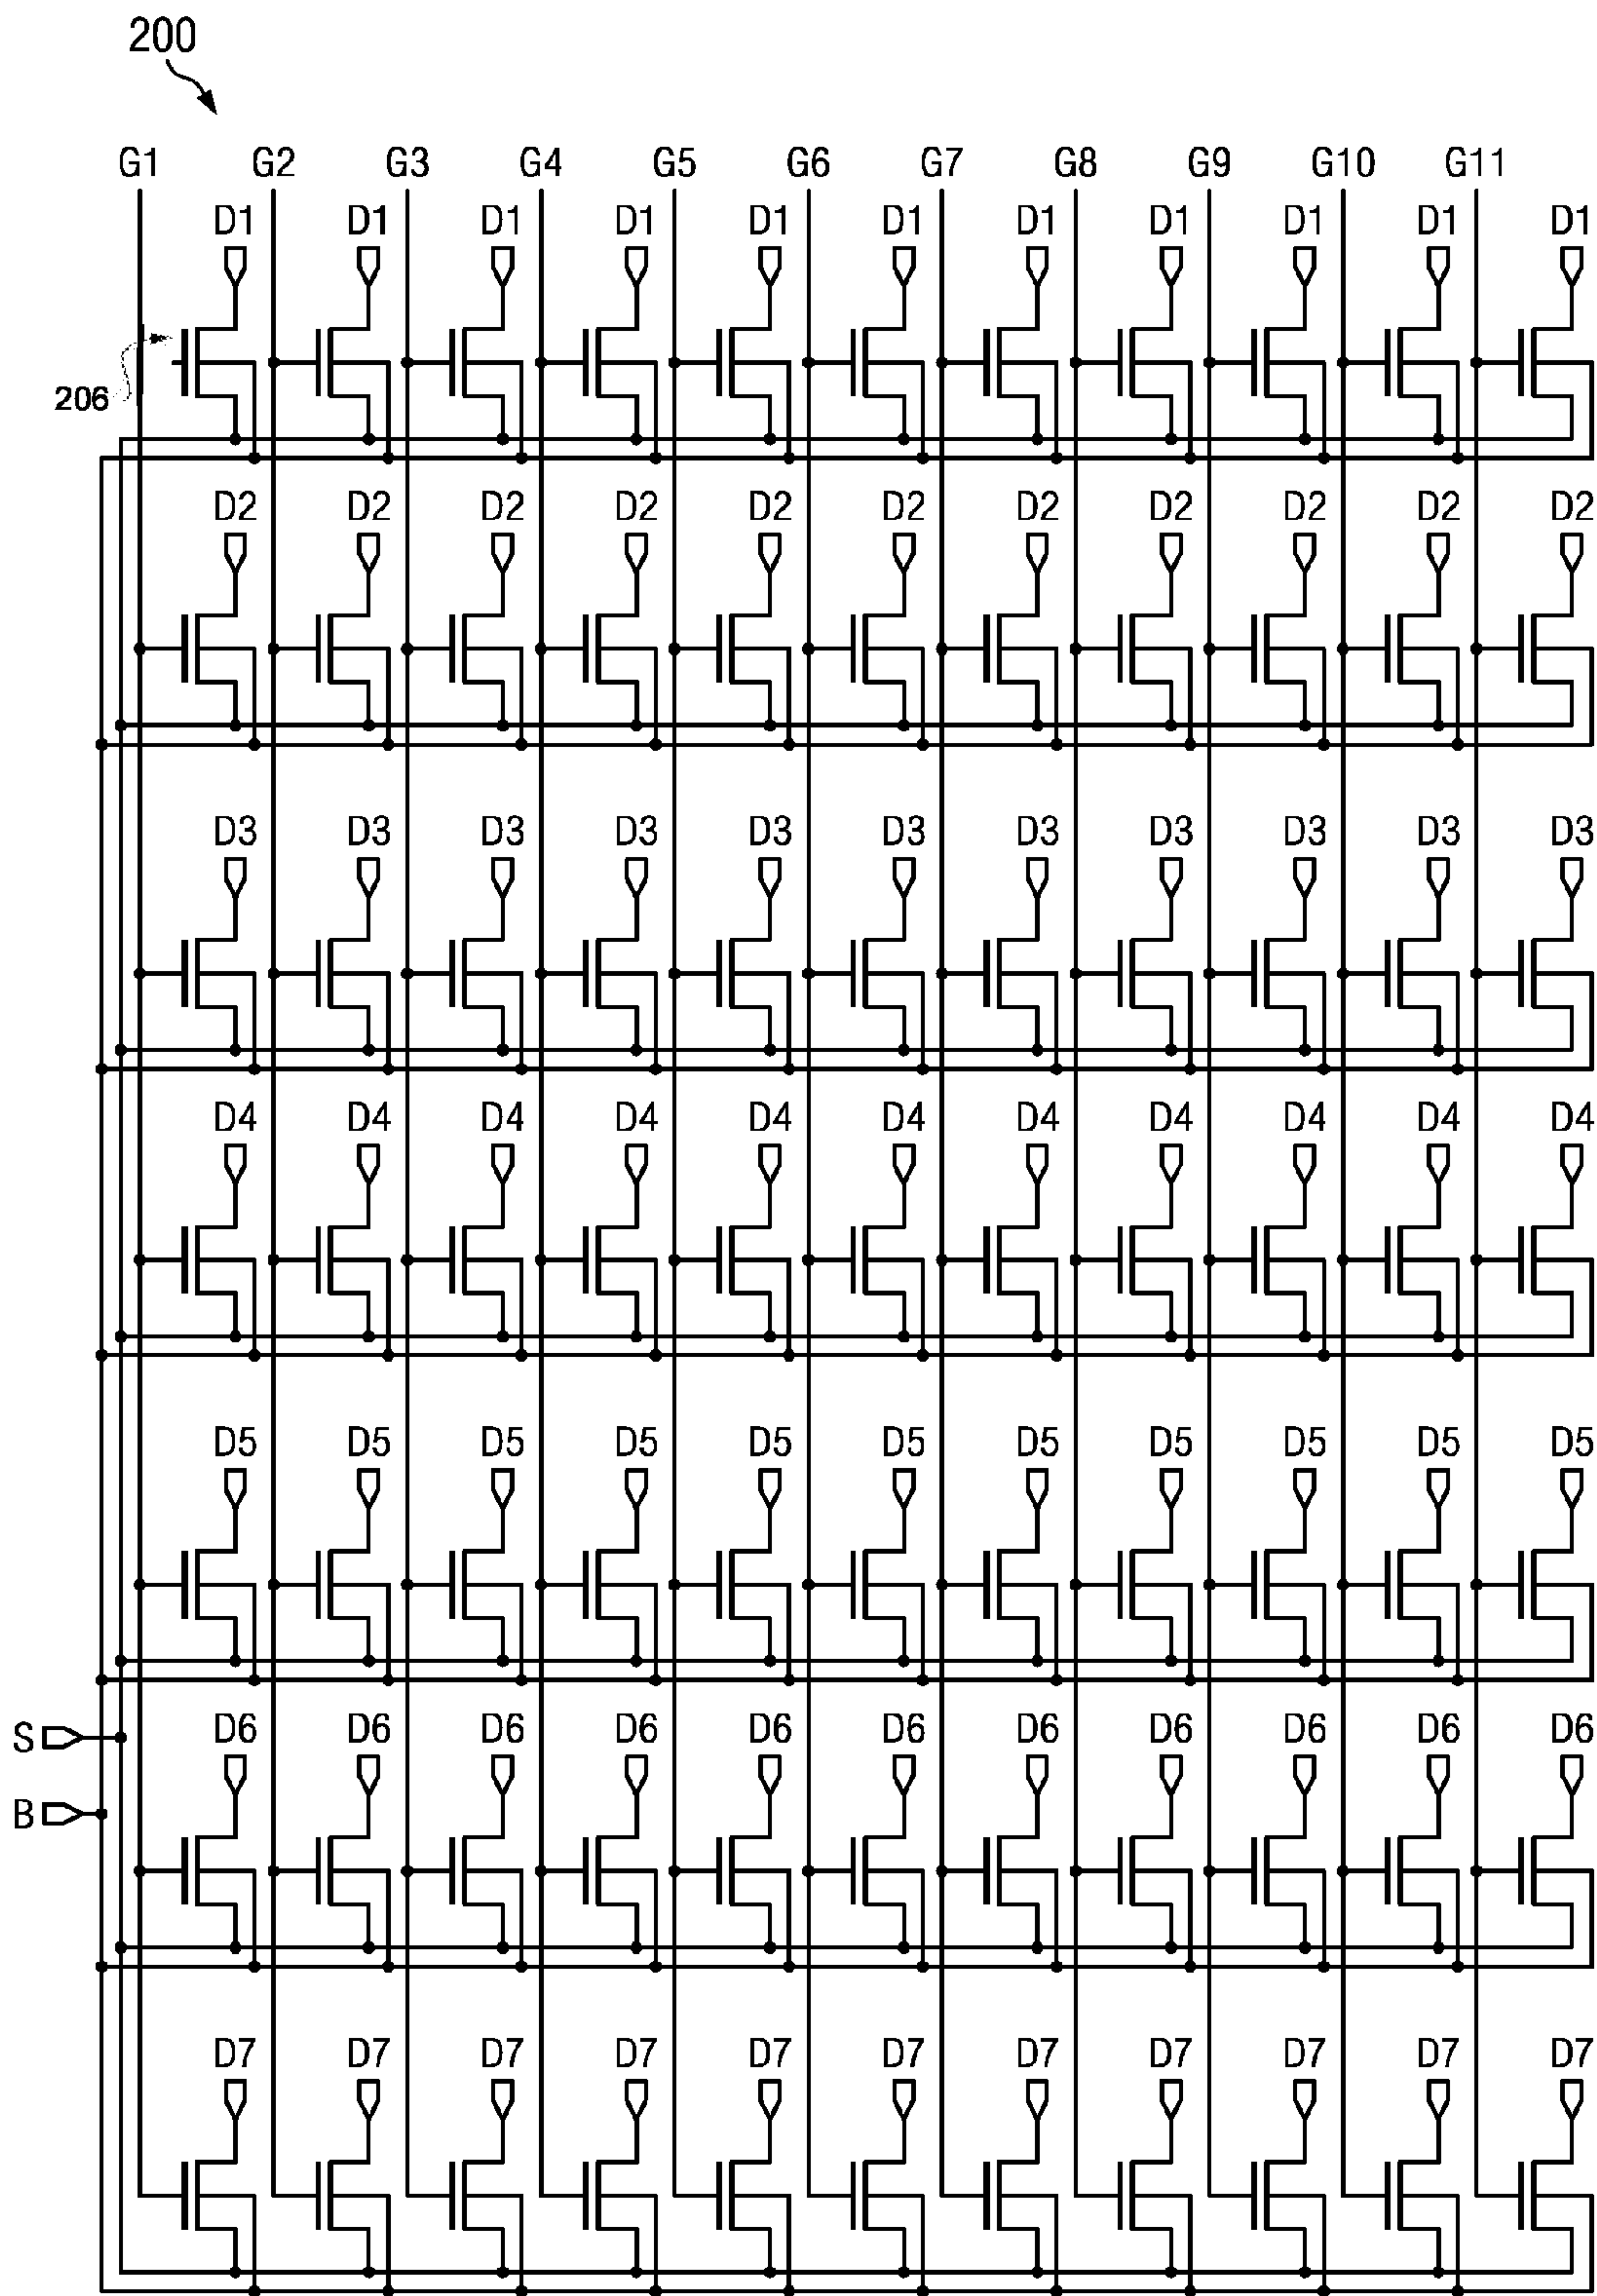 200
G1 G2 G3 G4 G5 G6 G7 G8 G9 G10 G11
D1 D1 D1 D1 D1 D1 D1 D1 D1 D1 D1
206
D2 D2 D2 D2 D2 D2 D2 D2 D2 D2 D2
D3 D3 D3 D3 D3 D3 D3 D3 D3 D3 D3
D4 D4 D4 D4 D4 D4 D4 D4 D4 D4 D4
D5 D5 D5 D5 D5 D5 D5 D5 D5 D5 D5
S D6 D6 D6 D6 D6 D6 D6 D6 D6 D6 D6
B
D7 D7 D7 D7 D7 D7 D7 D7 D7 D7 D7